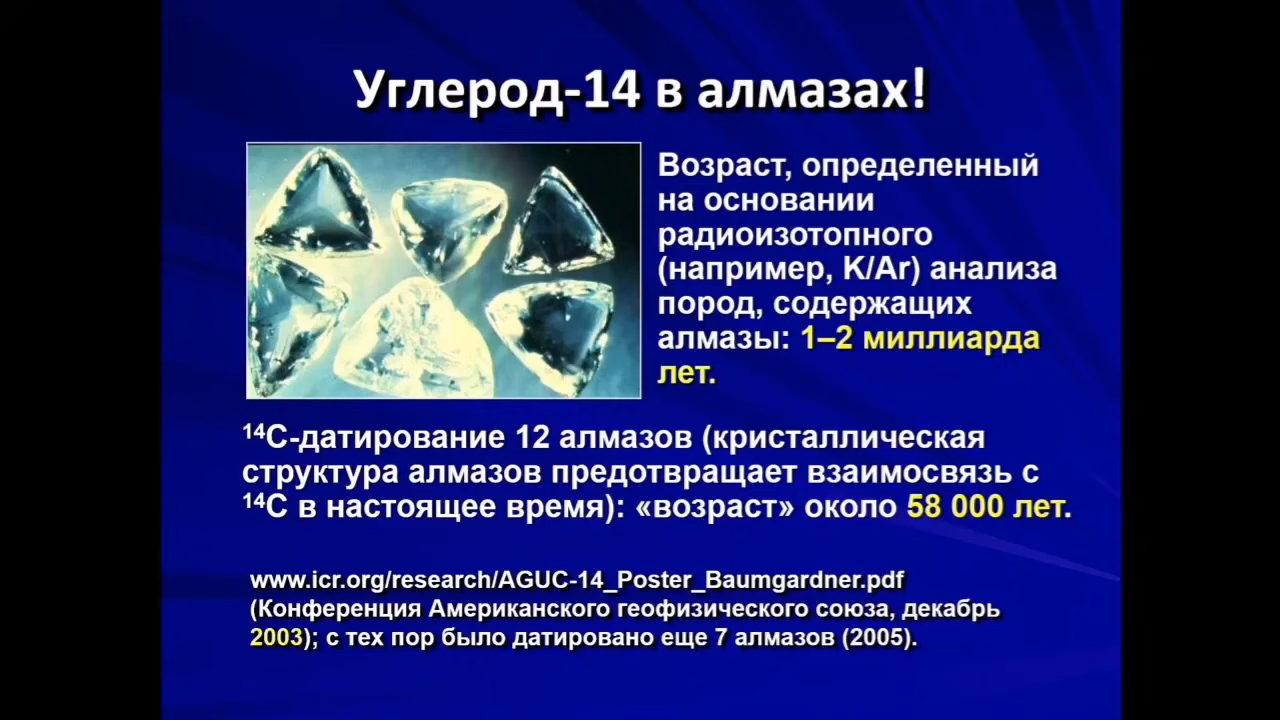 Углерод-14 в алмазах!
Возраст, определенный
на основании
радиоизотопного
(например, K/Ar) анализа
пород, содержащих
алмазы: 1–2 миллиарда
лет.
¹⁴C-датирование 12 алмазов (кристаллическая
структура алмазов предотвращает взаимосвязь с
¹⁴C в настоящее время): «возраст» около 58 000 лет.
www.icr.org/research/AGUC-14_Poster_Baumgardner.pdf
(Конференция Американского геофизического союза, декабрь
2003); с тех пор было датировано еще 7 алмазов (2005).